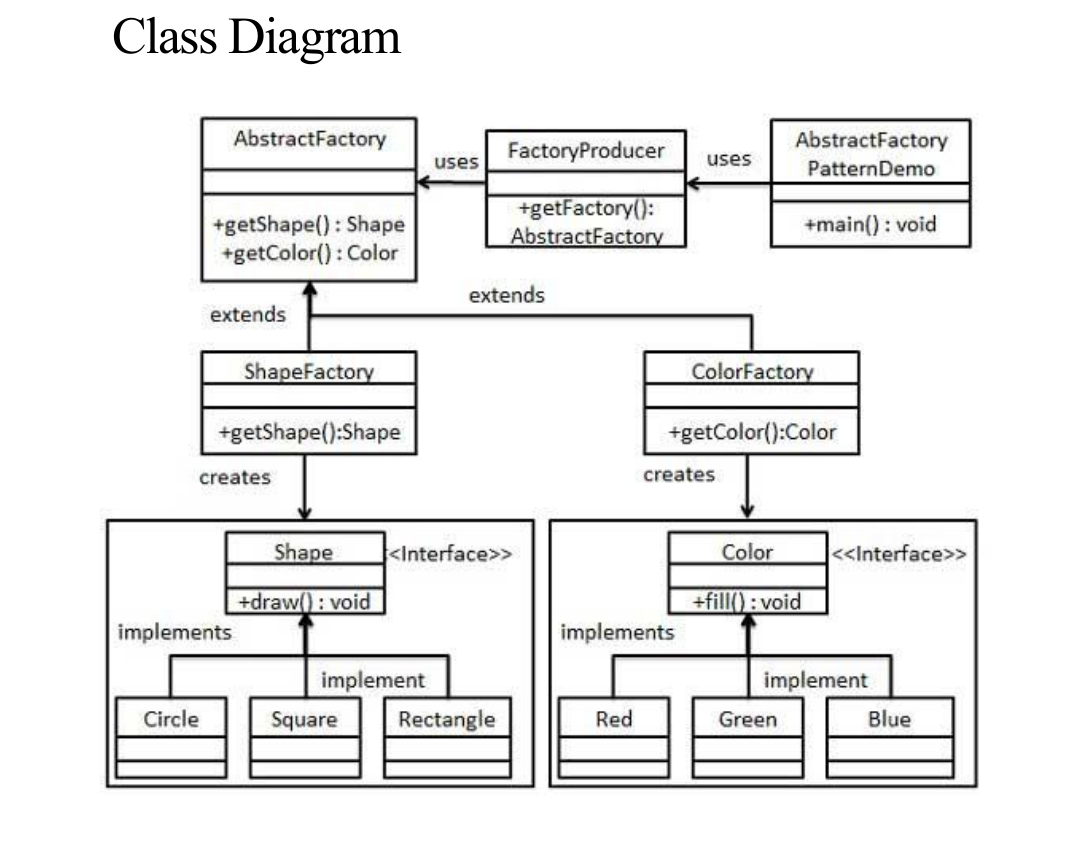 Class Diagram
AbstractFactory
+getShape() : Shape
+getColor() : Color
uses
FactoryProducer
+getFactory():
AbstractFactory
uses
AbstractFactory
PatternDemo
+main() : void
extends
extends
ShapeFactory
+getShape():Shape
ColorFactory
+getColor():Color
creates
creates
Shape
<Interface>>
+draw() : void
implements
implement
Circle
Square
Rectangle
Color
<<Interface>>
+fill() : void
implements
implement
Red
Green
Blue